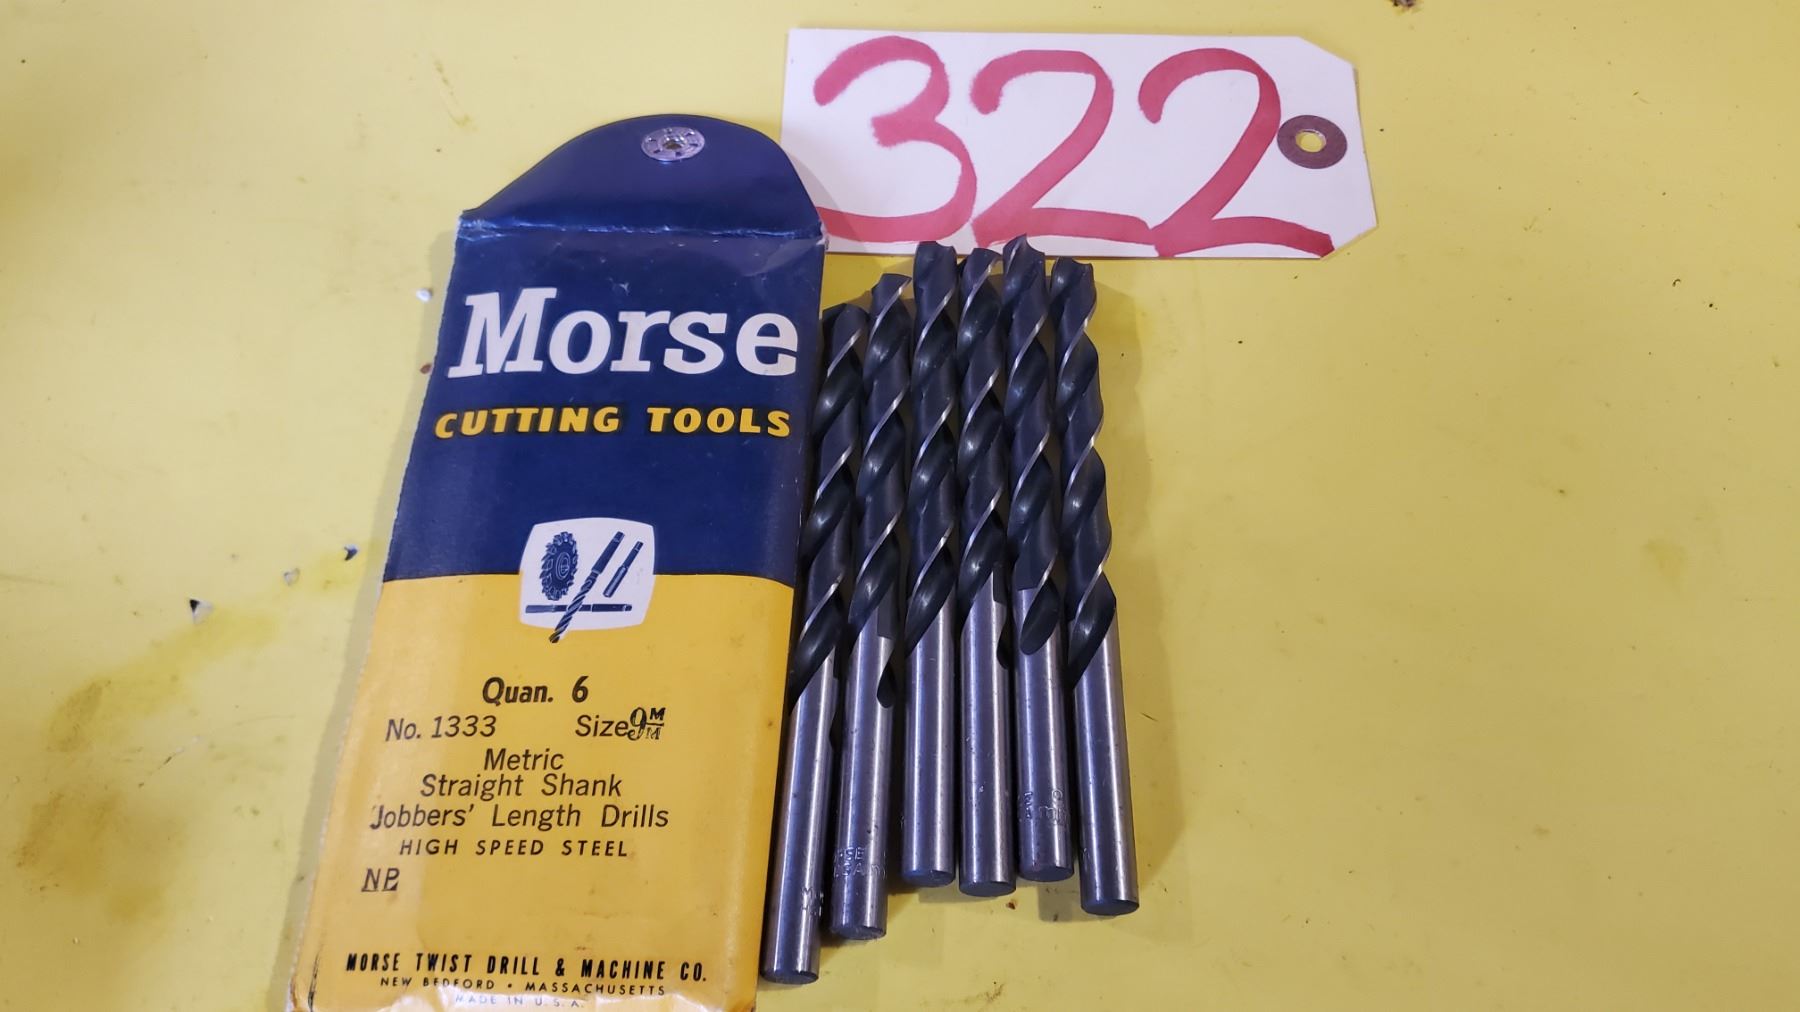 322
Morse
CUTTING TOOLS
Quan. 6
No. 1333 Size 9 M/M
Metric
Straight Shank
Jobbers' Length Drills
HIGH SPEED STEEL
NP
MORSE TWIST DRILL & MACHINE CO.
NEW BEDFORD • MASSACHUSETTS
MADE IN U.S.A.